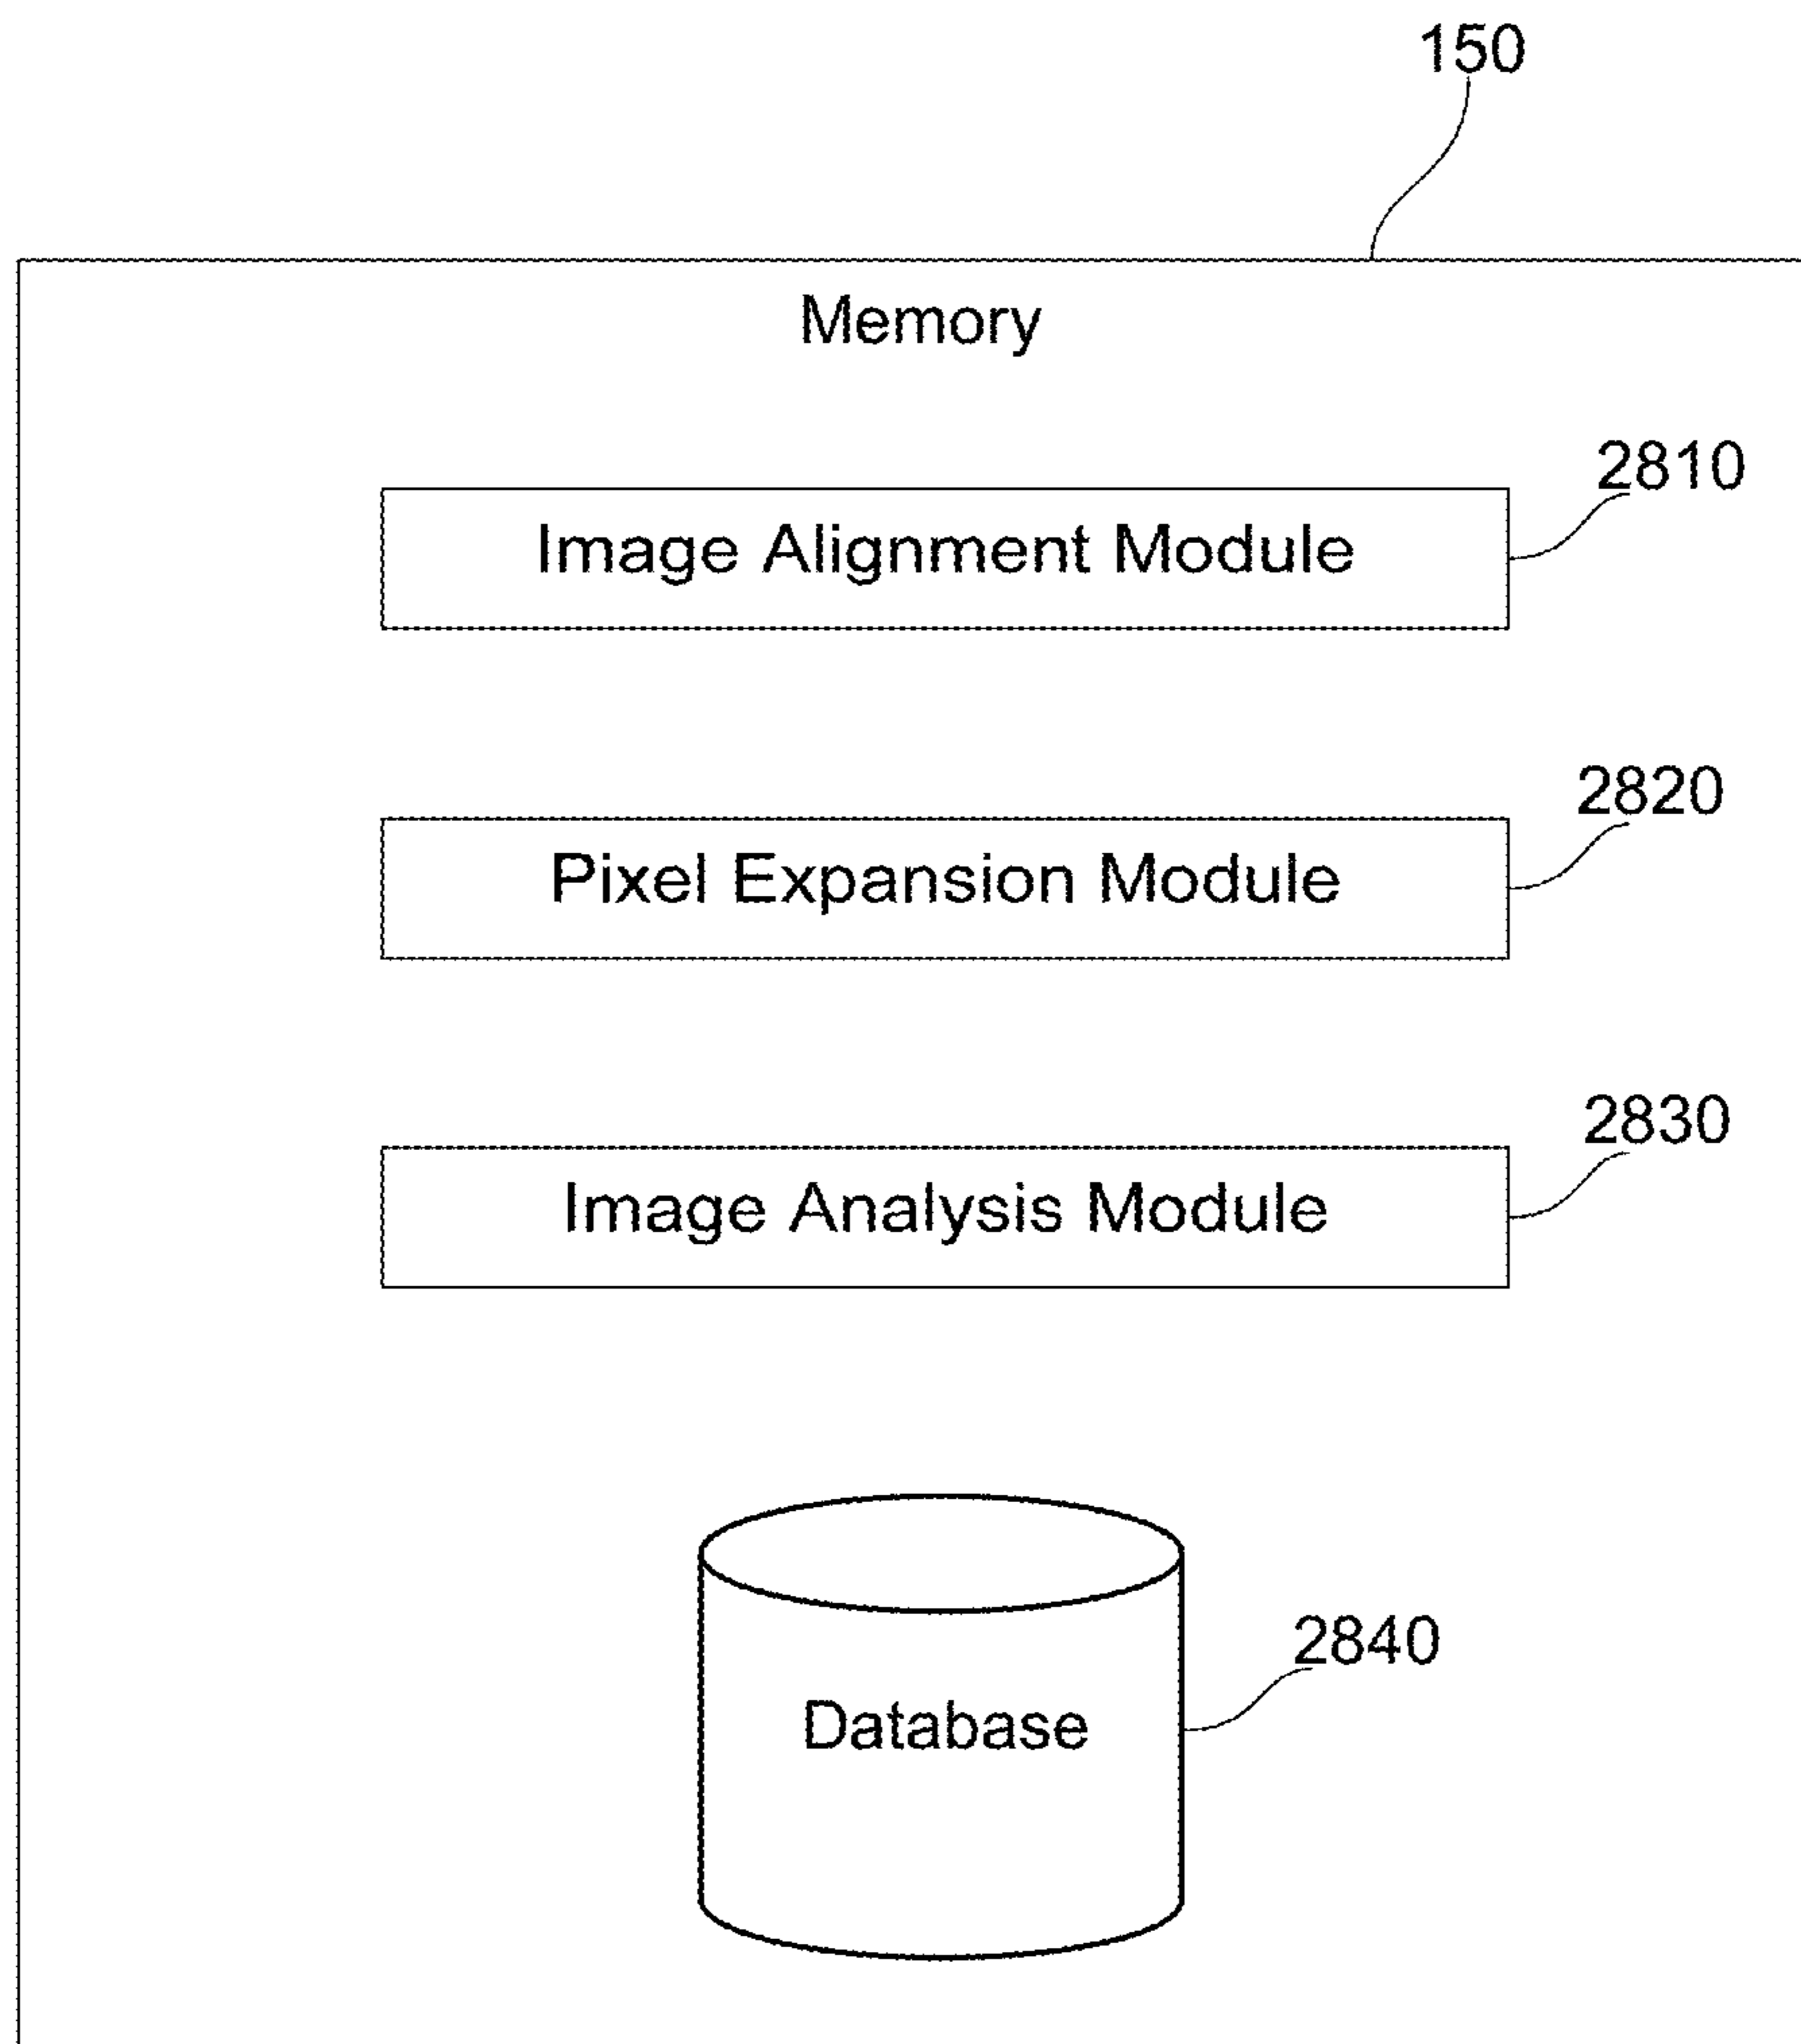 150
Memory
2810
Image Alignment Module
2820
Pixel Expansion Module
2830
Image Analysis Module
2840
Database